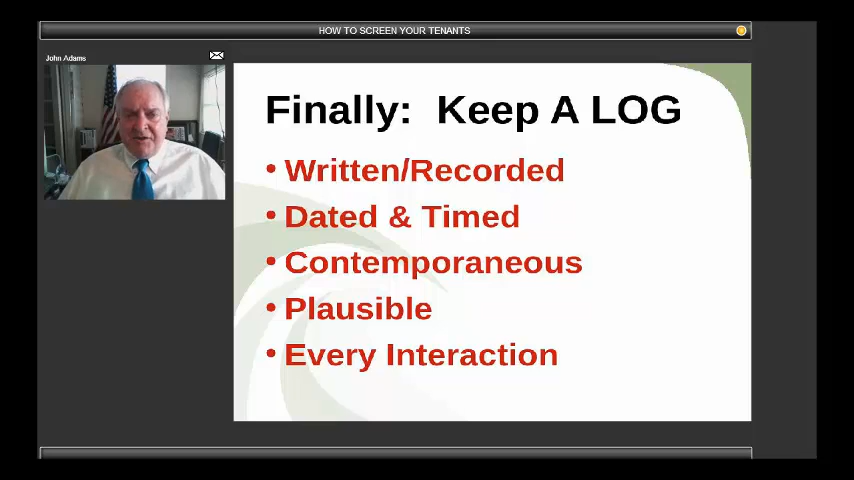 HOW TO SCREEN YOUR TENANTS
John Adams
Finally: Keep A LOG
• Written/Recorded
• Dated & Timed
• Contemporaneous
• Plausible
• Every Interaction